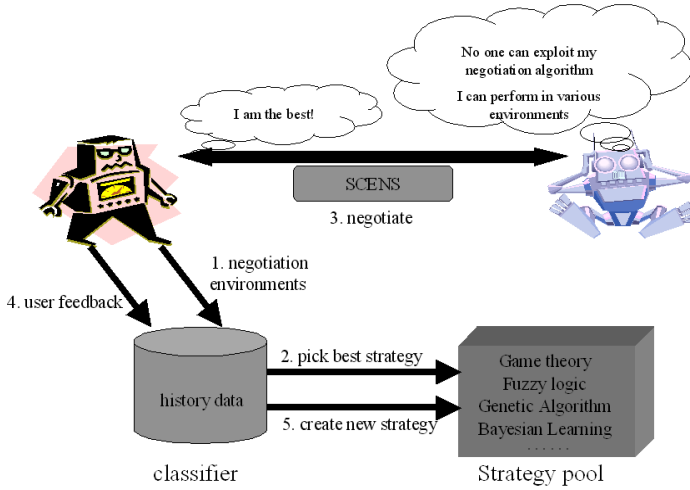 No one can exploit my
negotiation algorithm
I can perform in various
environments
I am the best!
SCENS
3. negotiate
1. negotiation
environments
4. user feedback
2. pick best strategy
history data
5. create new strategy
Game theory
Fuzzy logic
Genetic Algorithm
Bayesian Learning
......
classifier
Strategy pool